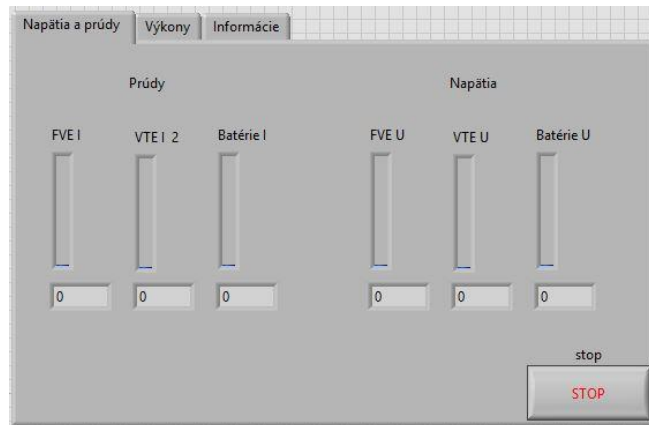 Napätia a prúdy Výkony Informácie
Prúdy Napätia
FVE I VTE I 2 Batérie I FVE U VTE U Batérie U
0 0 0 0 0 0
stop
STOP